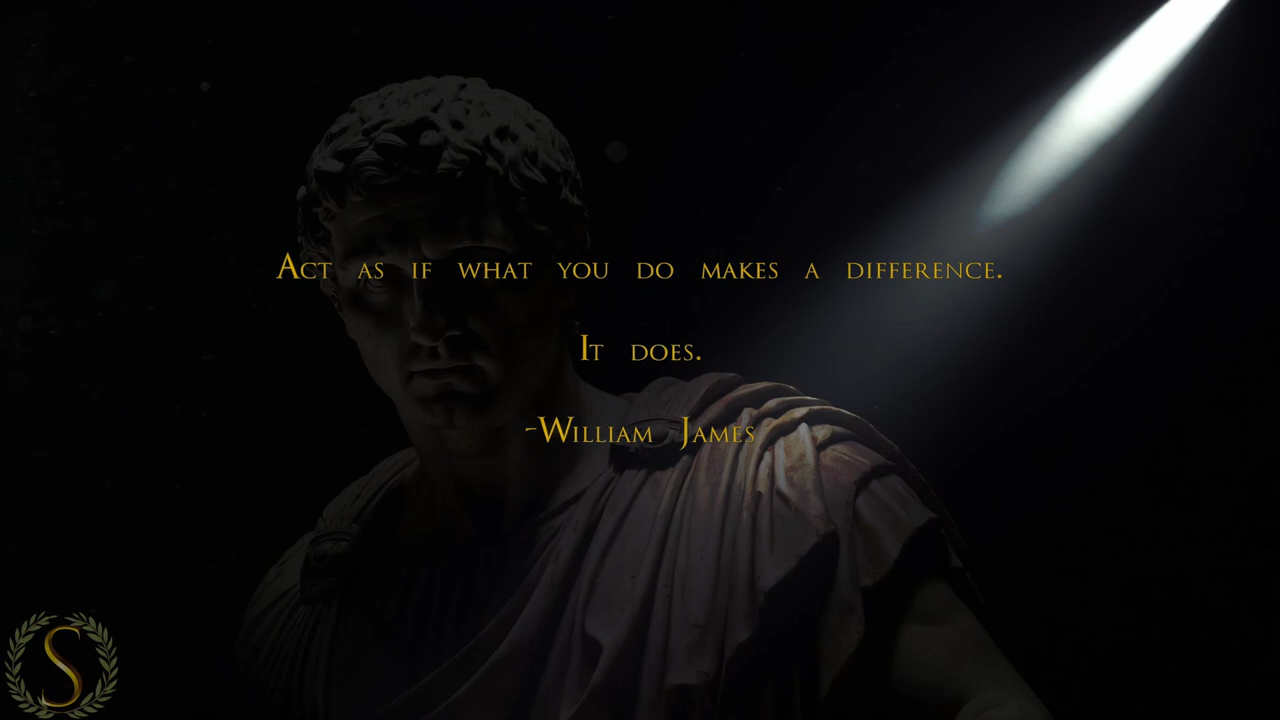 Act as if what you do makes a difference.
It does.
-William James
S